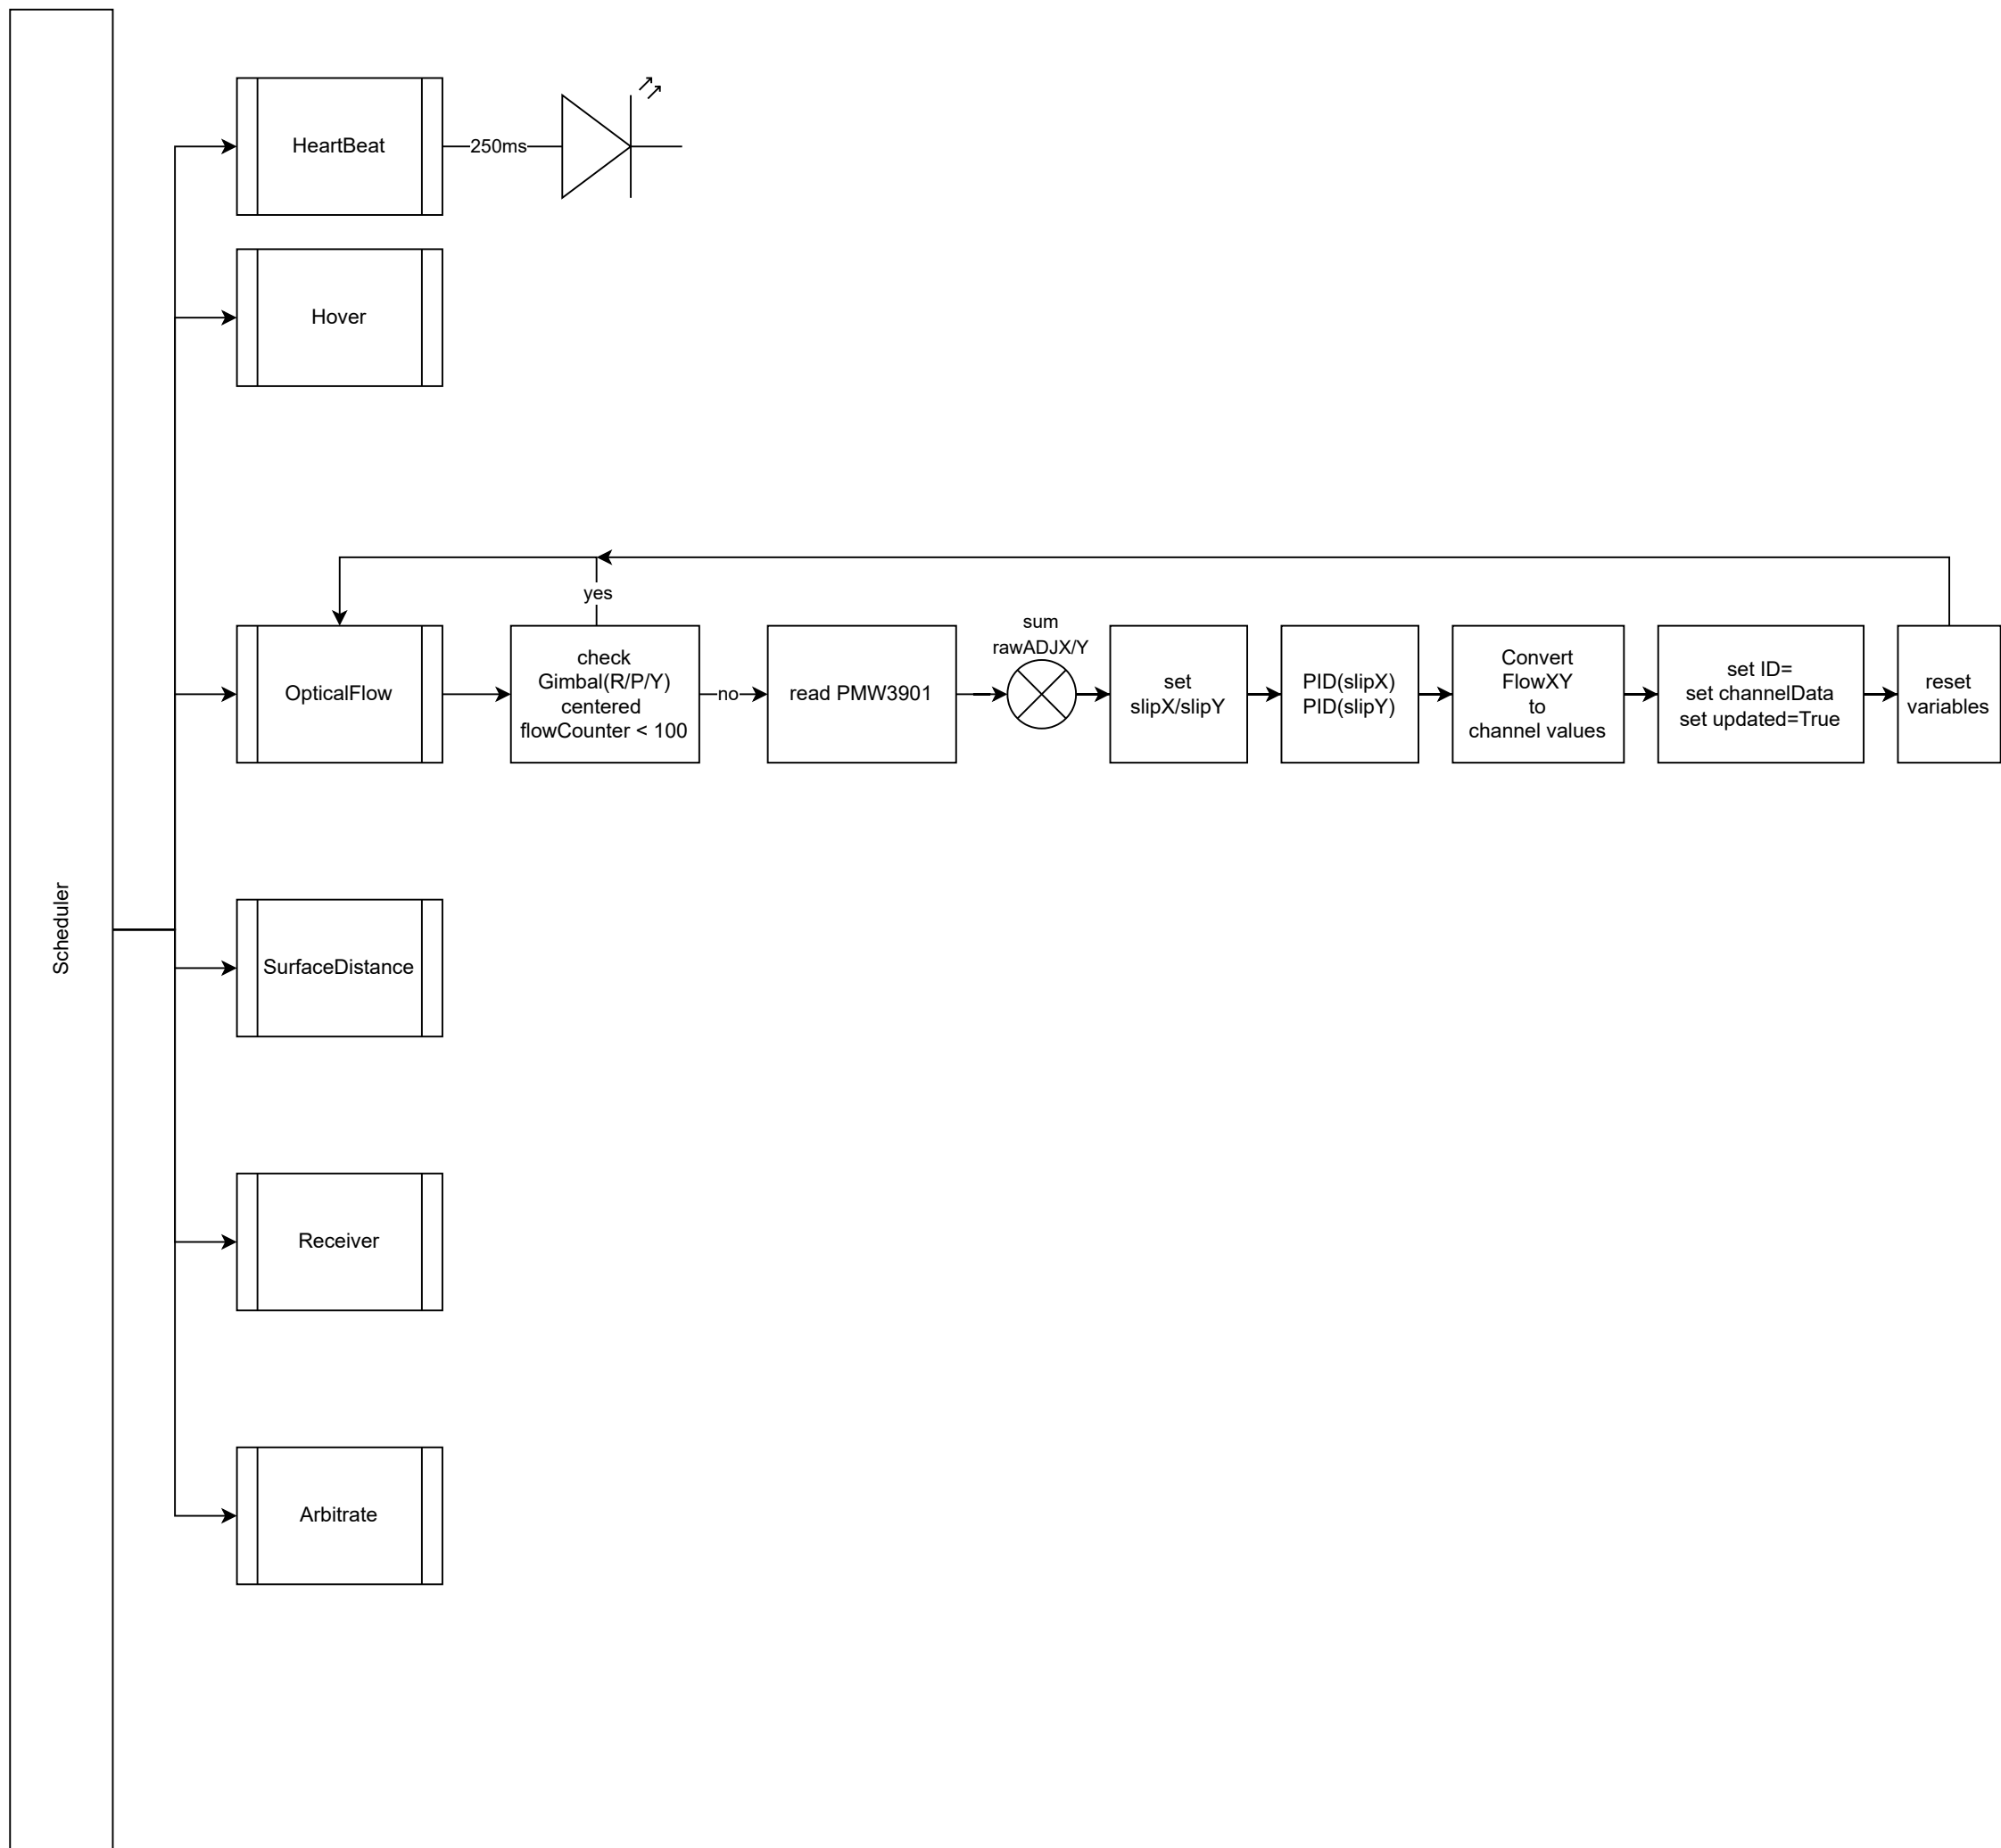 Scheduler
HeartBeat
250ms
Hover
yes
OpticalFlow
check
Gimbal(R/P/Y)
centered
flowCounter < 100
no
read PMW3901
sum
rawADJX/Y
set
slipX/slipY
PID(slipX)
PID(slipY)
Convert
FlowXY
to
channel values
set ID=
set channelData
set updated=True
reset
variables
SurfaceDistance
Receiver
Arbitrate